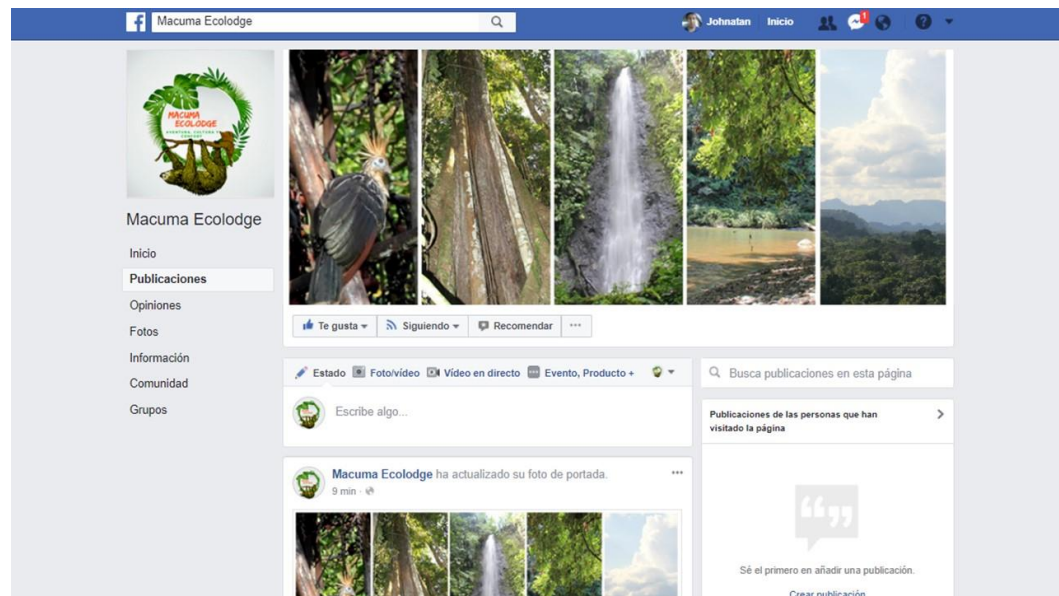 Macuma Ecolodge
Johnatan Inicio
1
MACUMA
ECOLODGE
Macuma Ecolodge
Inicio
Publicaciones
Opiniones
Fotos
Información
Comunidad
Grupos
Te gusta
Siguiendo
Recomendar
Estado Foto/vídeo Vídeo en directo Evento, Producto +
Escribe algo...
Macuma Ecolodge ha actualizado su foto de portada.
9 min
Busca publicaciones en esta página
Publicaciones de las personas que han
visitado la página
Sé el primero en añadir una publicación.
Crear publicación